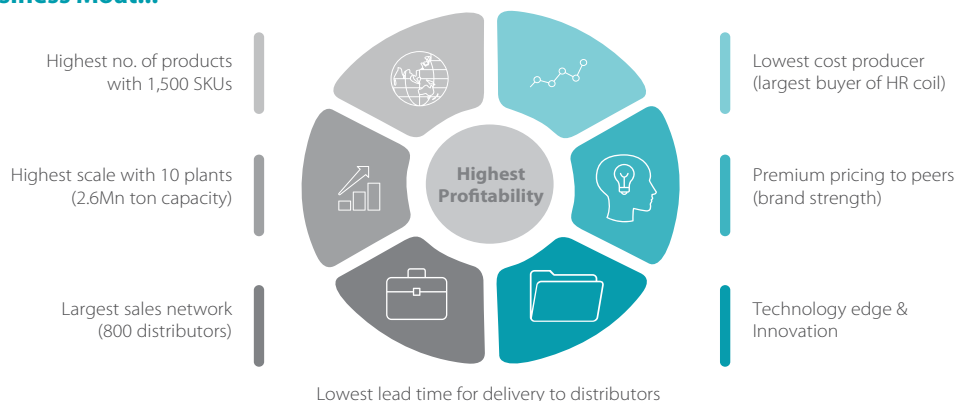 Business Moat...
Highest no. of products
with 1,500 SKUs
Lowest cost producer
(largest buyer of HR coil)
Highest scale with 10 plants
(2.6Mn ton capacity)
Highest
Profitability
Premium pricing to peers
(brand strength)
Largest sales network
(800 distributors)
Technology edge &
Innovation
Lowest lead time for delivery to distributors